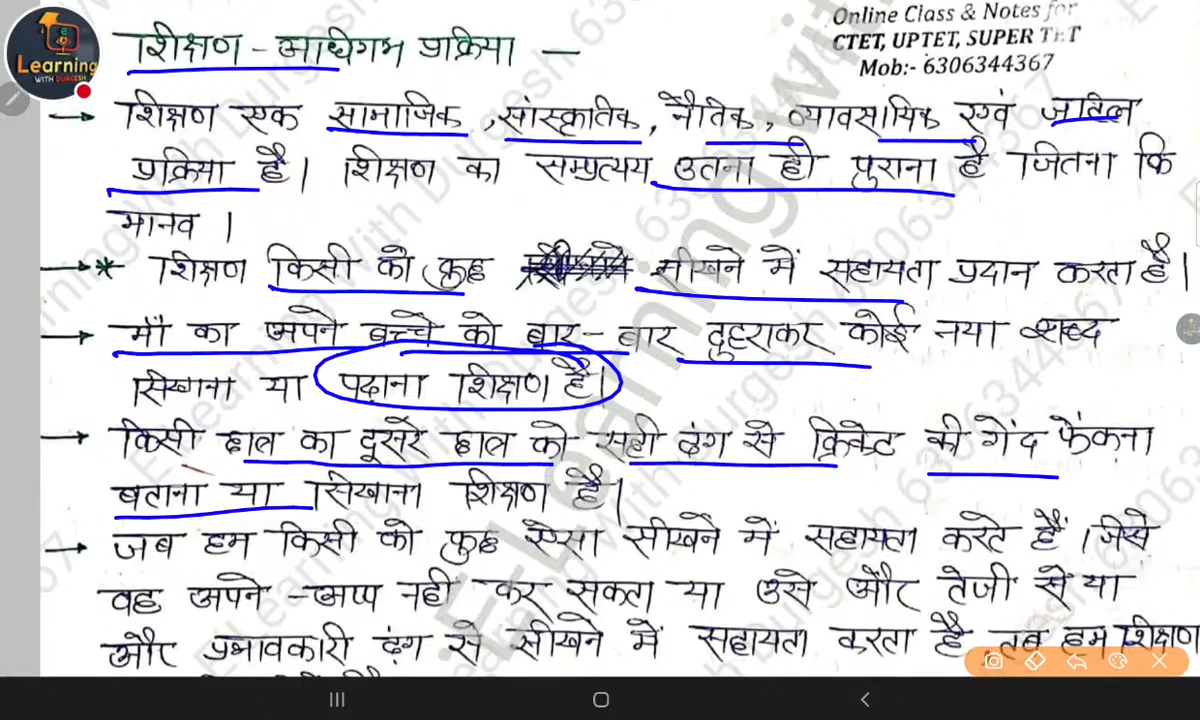 Online Class & Notes for
CTET, UPTET, SUPER TET
Mob:- 6306344367
Learning
WITH DURGESH
शिक्षण - अधिगम प्रक्रिया —
→ शिक्षण एक सामाजिक, सांस्कृतिक, नैतिक, व्यावसायिक एवं जटिल
प्रक्रिया है। शिक्षण का सम्प्रत्यय उतना ही पुराना है जितना कि
मानव ।
→* शिक्षण किसी को कुछ सीखने में सहायता प्रदान करता है।
→ माँ का अपने बच्चे को बार-बार दुहराकर कोई नया शब्द
सिखाना या पढ़ाना शिक्षण है।
→ किसी छात्र का दूसरे छात्र को सही ढंग से क्रिकेट की गेंद फेंकना
बताना या सिखाना शिक्षण है।
→ जब हम किसी को कुछ ऐसा सीखने में सहायता करते हैं। जिसे
वह अपने-आप नही कर सकता या उसे और तेजी से या
और प्रभावकारी ढ़ंग से सीखने में सहायता करता है तब हम शिक्षण